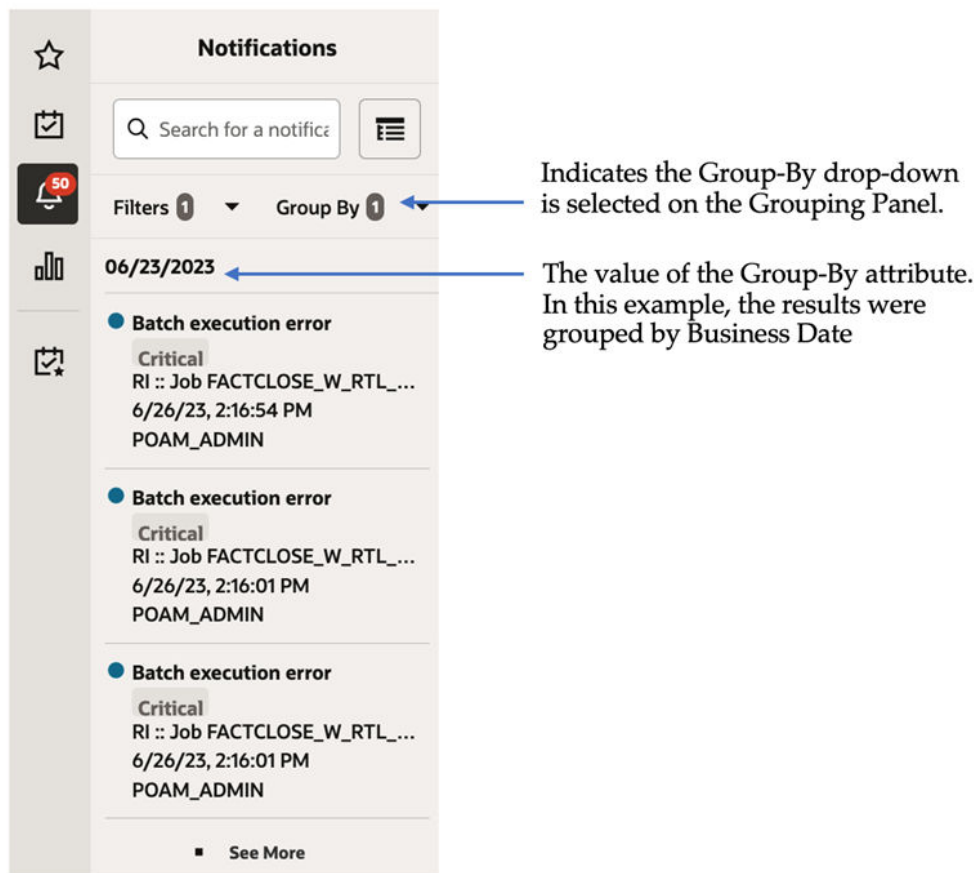 Notifications
Search for a notifica
50
Filters 1 Group By 1
Indicates the Group-By drop-down
is selected on the Grouping Panel.
06/23/2023
The value of the Group-By attribute.
In this example, the results were
grouped by Business Date
Batch execution error
Critical
RI :: Job FACTCLOSE_W_RTL_...
6/26/23, 2:16:54 PM
POAM_ADMIN
Batch execution error
Critical
RI :: Job FACTCLOSE_W_RTL_...
6/26/23, 2:16:01 PM
POAM_ADMIN
Batch execution error
Critical
RI :: Job FACTCLOSE_W_RTL_...
6/26/23, 2:16:01 PM
POAM_ADMIN
See More